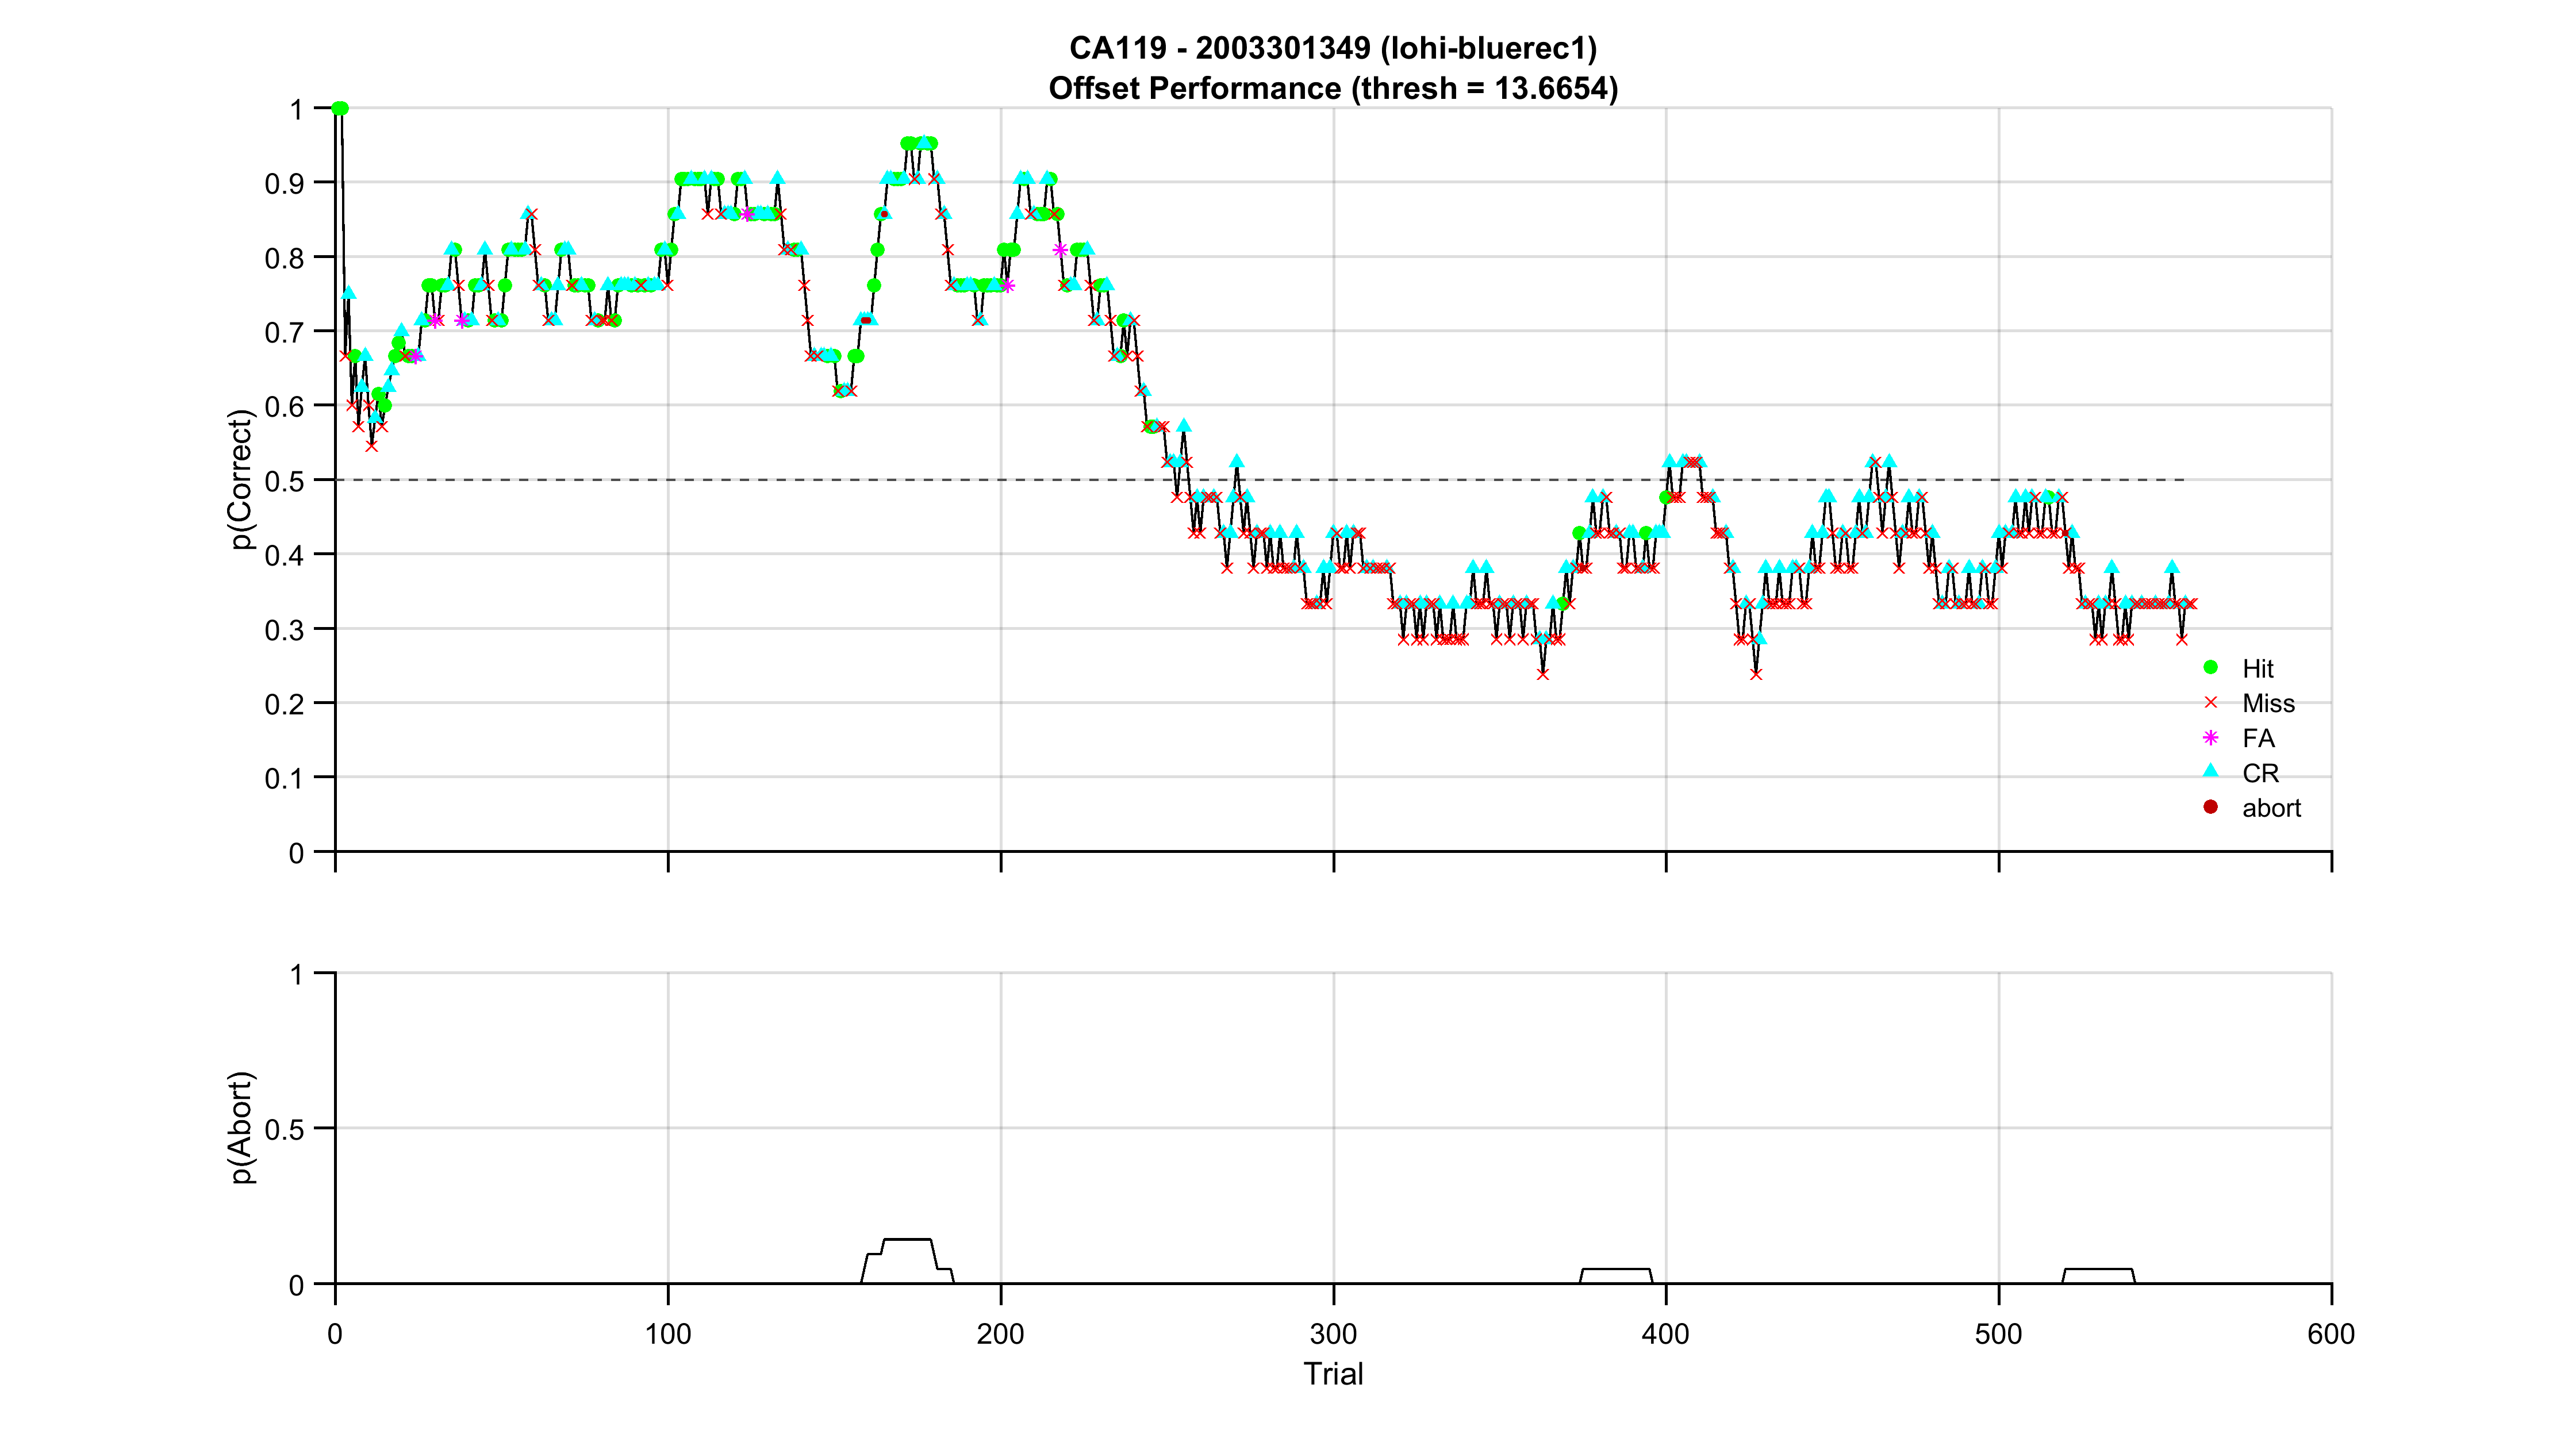 CA119 - 2003301349 (lohi-bluerec1)
Offset Performance (thresh = 13.6654)
1
0.9
0.8
0.7
0.6
0.5
0.4
0.3
0.2
0.1
0
p(Correct)
Hit
Miss
FA
CR
abort
1
0.5
0
p(Abort)
0 100 200 300 400 500 600
Trial